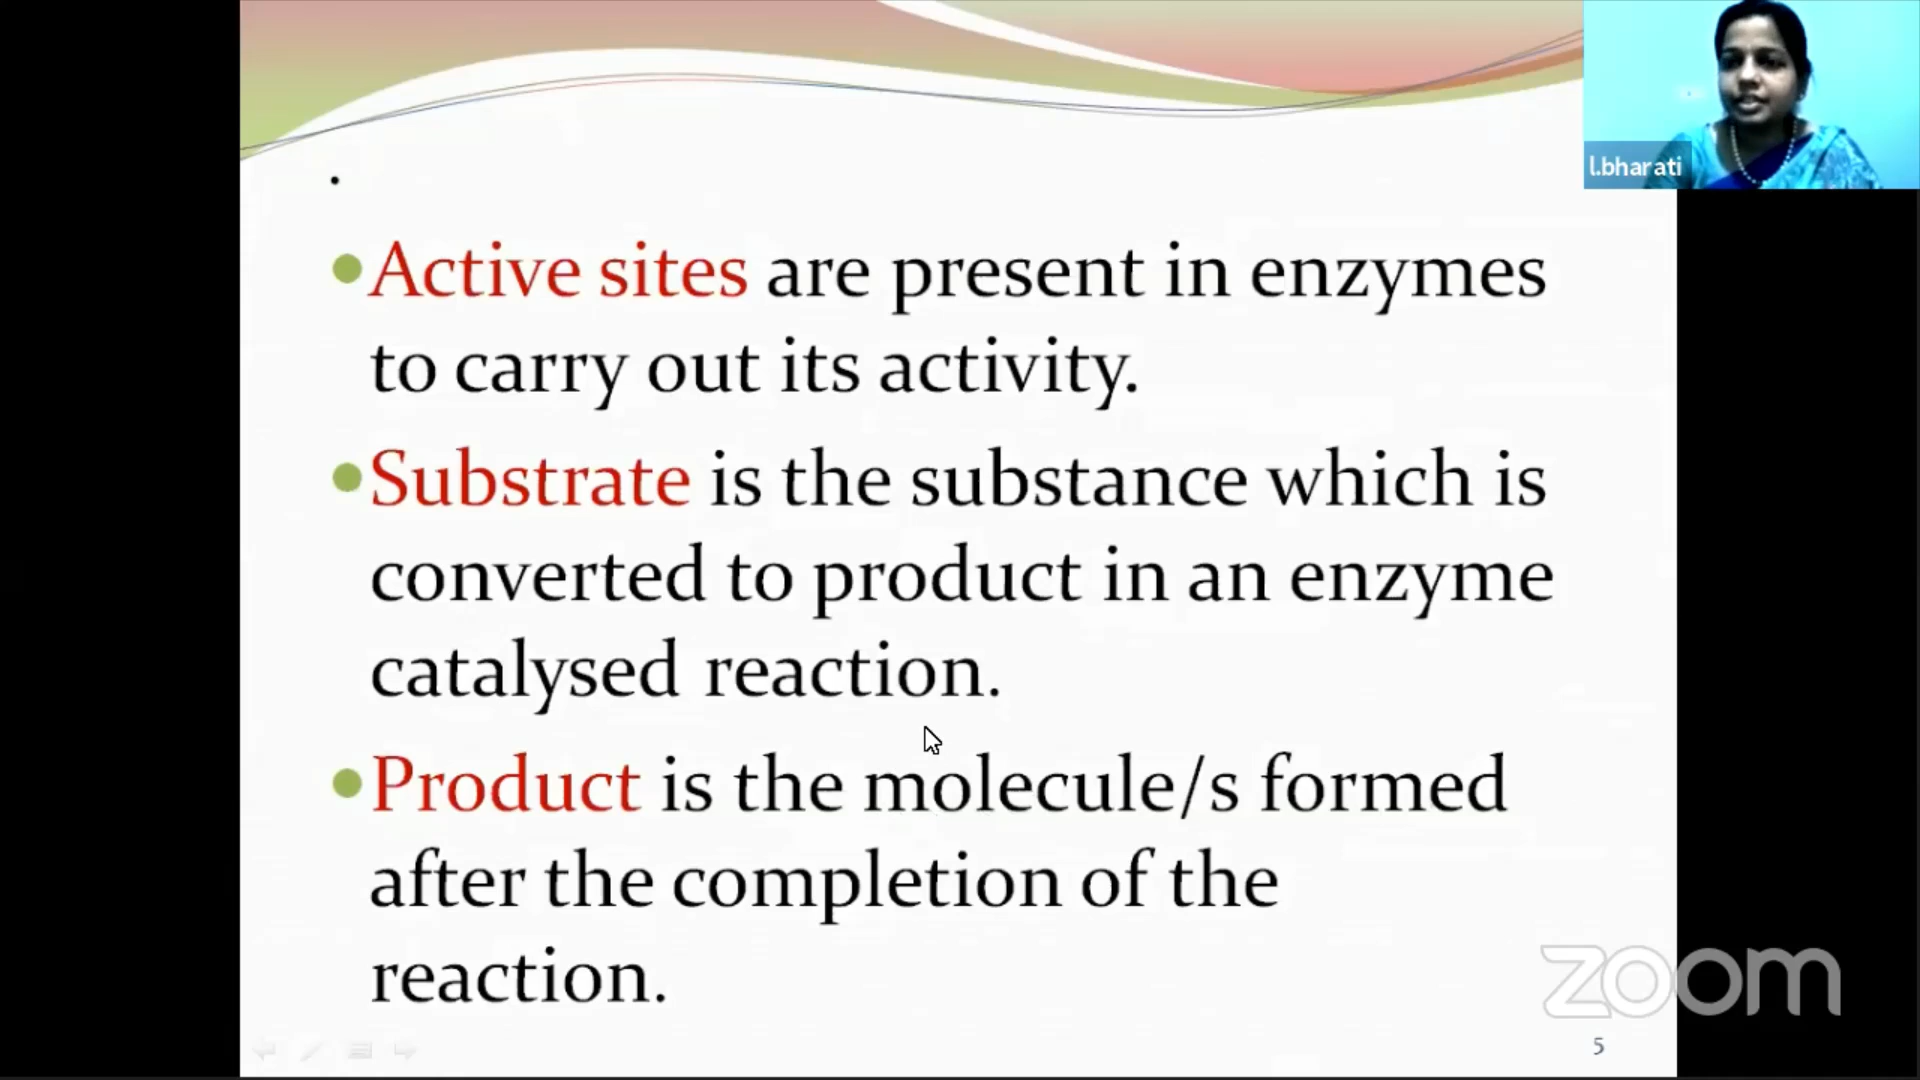 l.bharati
.
•Active sites are present in enzymes
to carry out its activity.
•Substrate is the substance which is
converted to product in an enzyme
catalysed reaction.
•Product is the molecule/s formed
after the completion of the
reaction.
zoom
5